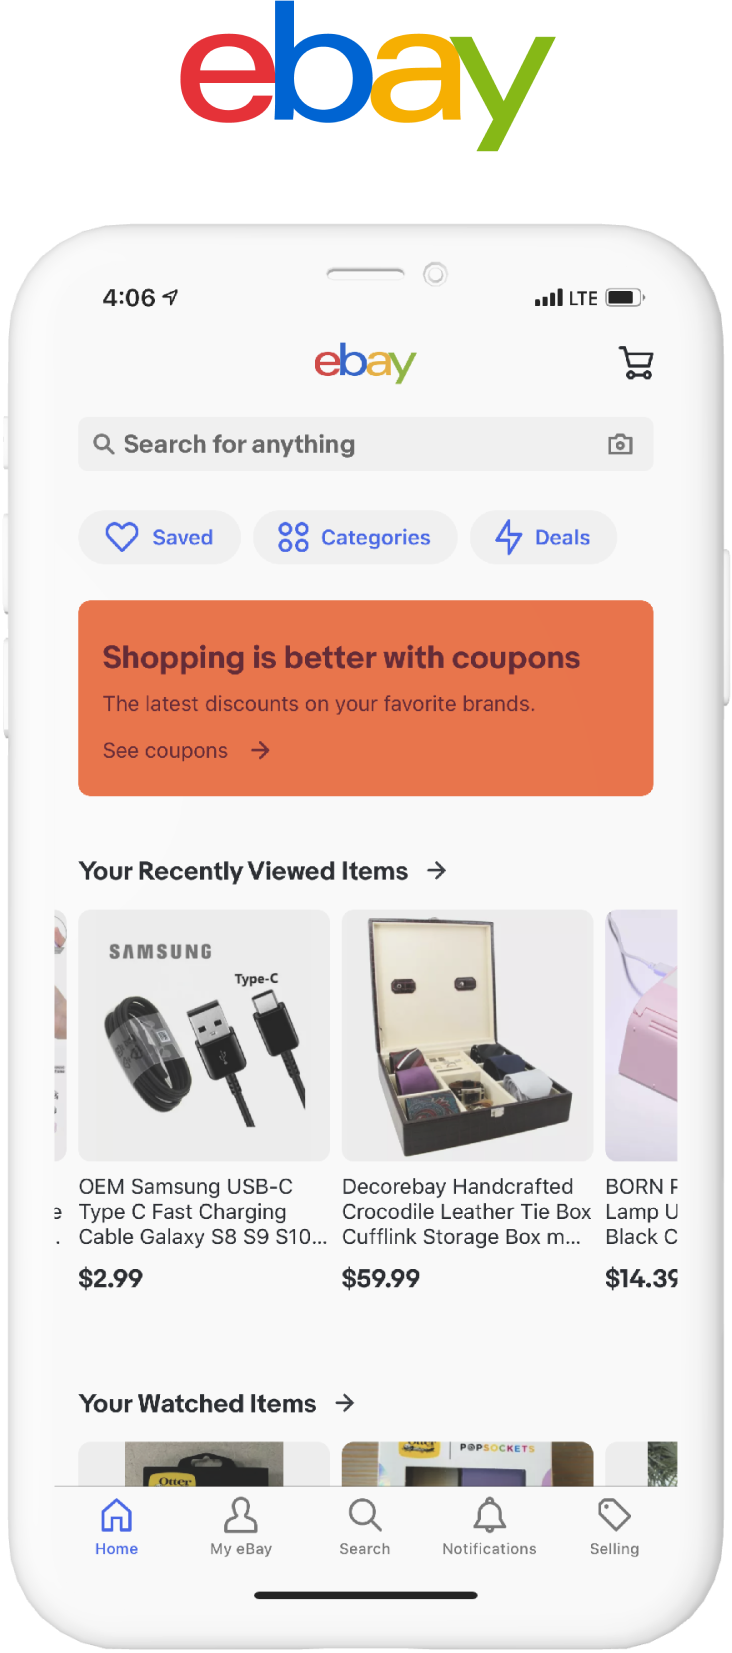 ebay
4:06
LTE
ebay
Search for anything
Saved
Categories
Deals
Shopping is better with coupons
The latest discounts on your favorite brands.
See coupons
Your Recently Viewed Items
SAMSUNG
Type-C
OEM Samsung USB-C
Type C Fast Charging
Cable Galaxy S8 S9 S10...
$2.99
Decorebay Handcrafted
Crocodile Leather Tie Box
Cufflink Storage Box m...
$59.99
BORN
Lamp U
Black C
$14.39
Your Watched Items
Otter
POPSOCKETS
Home
My eBay
Search
Notifications
Selling